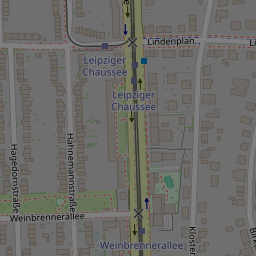 Lindenplan
Leipziger
Chaussee
Leipziger
Chaussee
Hagedornstraße
Hahnemannstraße
Weinbrennerallee
Kloster
Weinbrennerallee